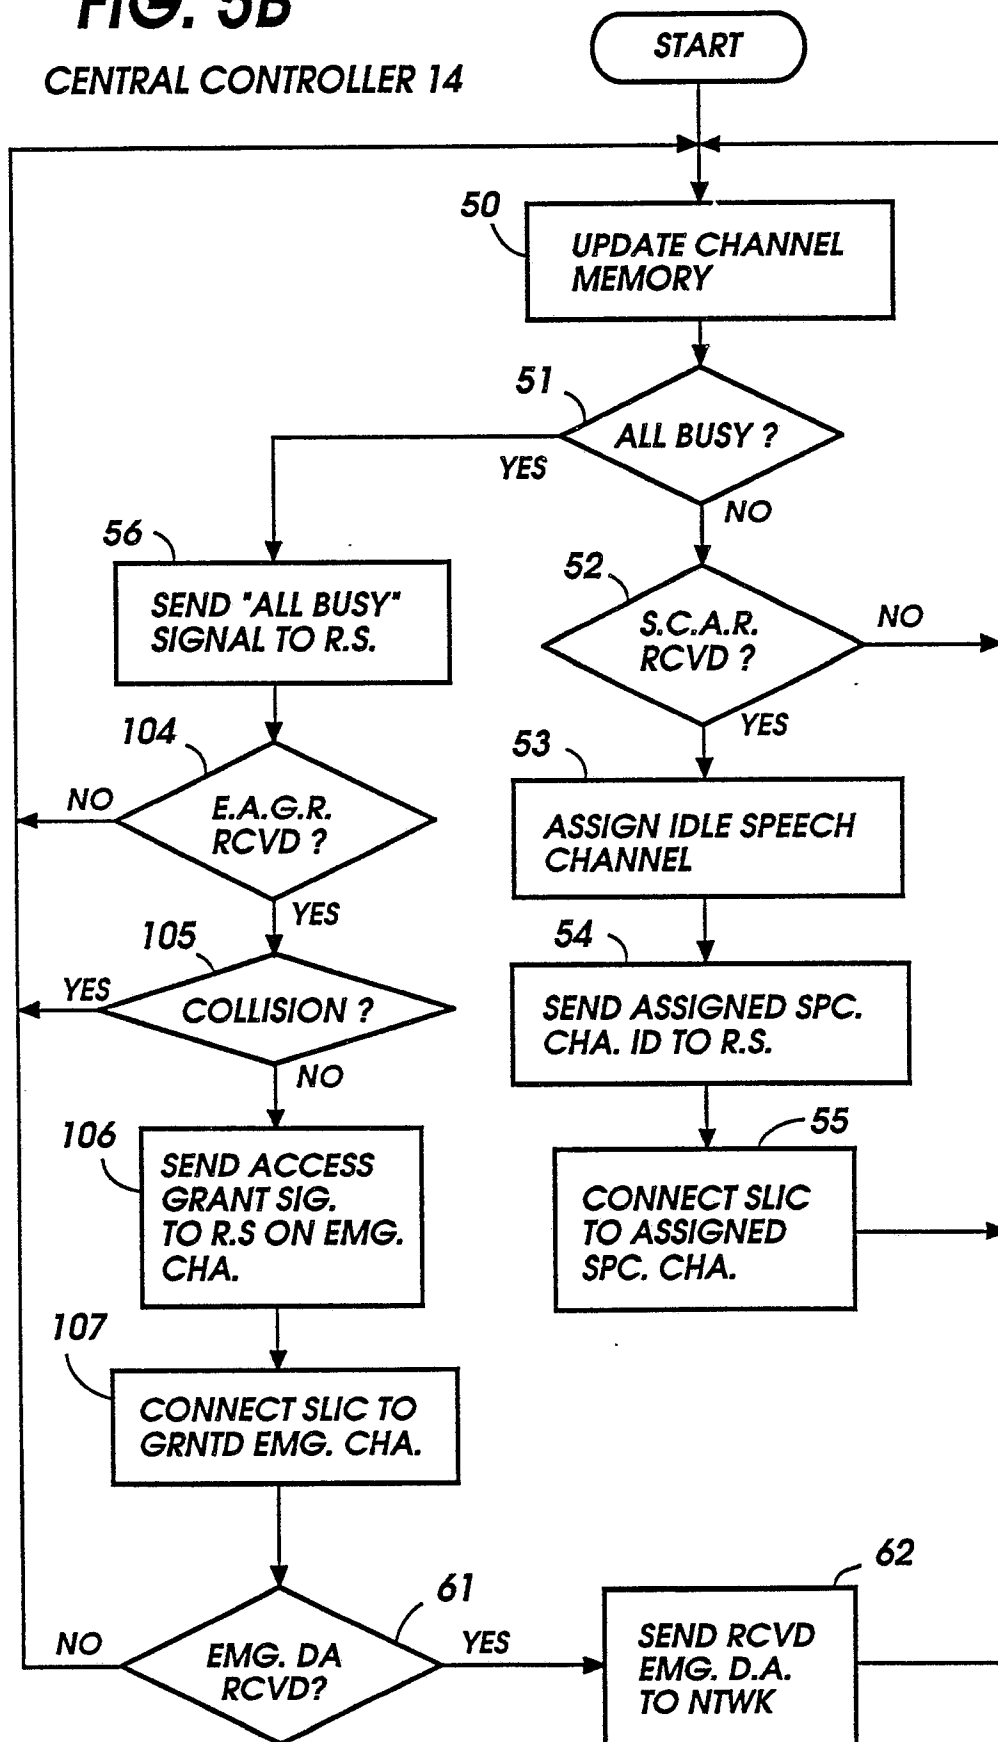 FIG. 5B
CENTRAL CONTROLLER 14
START
50
UPDATE CHANNEL
MEMORY
51
ALL BUSY ?
YES
NO
56
SEND "ALL BUSY"
SIGNAL TO R.S.
52
S.C.A.R.
RCVD ?
NO
YES
104
E.A.G.R.
RCVD ?
NO
YES
53
ASSIGN IDLE SPEECH
CHANNEL
105
COLLISION ?
YES
NO
54
SEND ASSIGNED SPC.
CHA. ID TO R.S.
106
SEND ACCESS
GRANT SIG.
TO R.S ON EMG.
CHA.
55
CONNECT SLIC
TO ASSIGNED
SPC. CHA.
107
CONNECT SLIC TO
GRNTD EMG. CHA.
61
EMG. DA
RCVD?
NO
YES
62
SEND RCVD
EMG. D.A.
TO NTWK